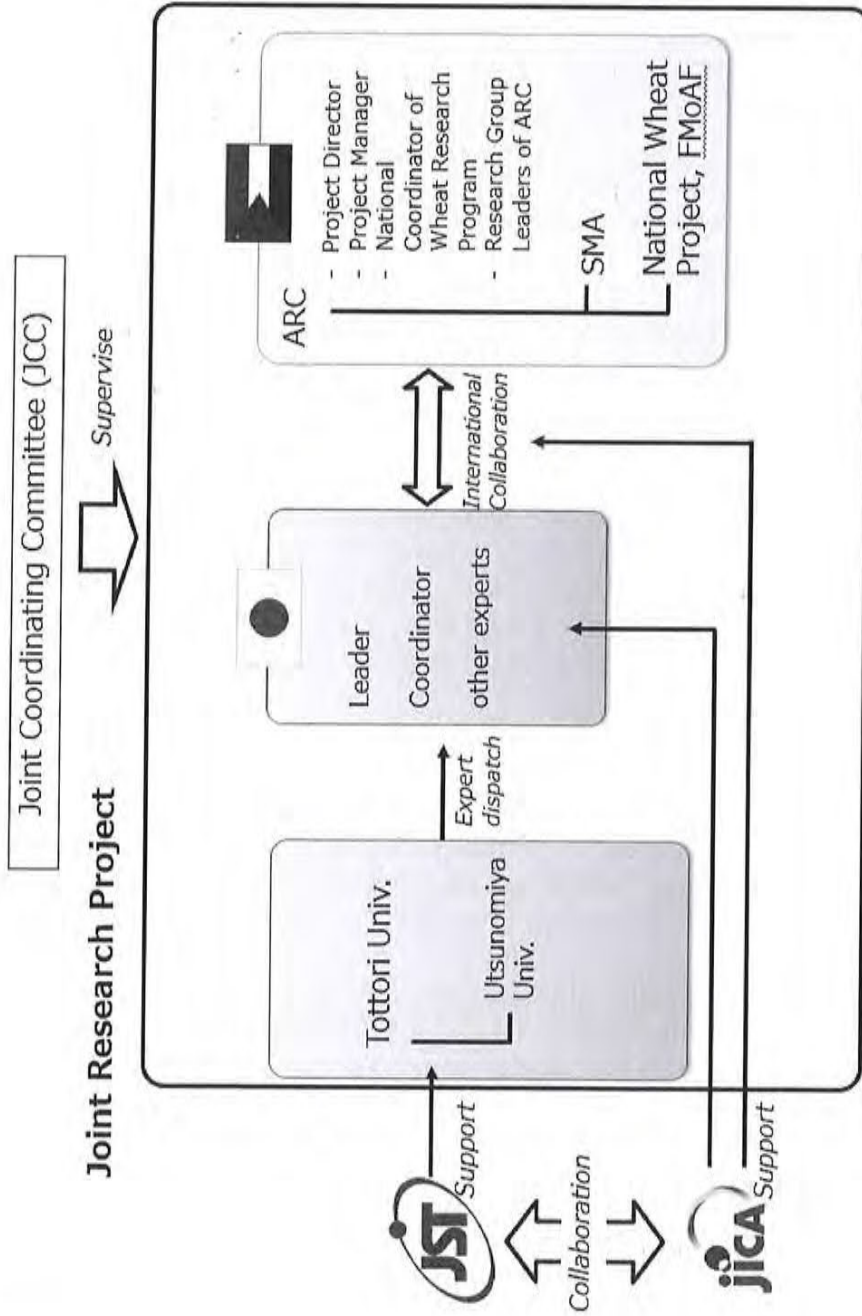 Joint Coordinating Committee (JCC)
Supervise
Joint Research Project
JST
Support
Collaboration
JICA
Support
Tottori Univ.
Utsunomiya
Univ.
Expert
dispatch
Leader
Coordinator
other experts
International
Collaboration
ARC
- Project Director
- Project Manager
- National
Coordinator of
Wheat Research
Program
- Research Group
Leaders of ARC
SMA
National Wheat
Project, FMoAF